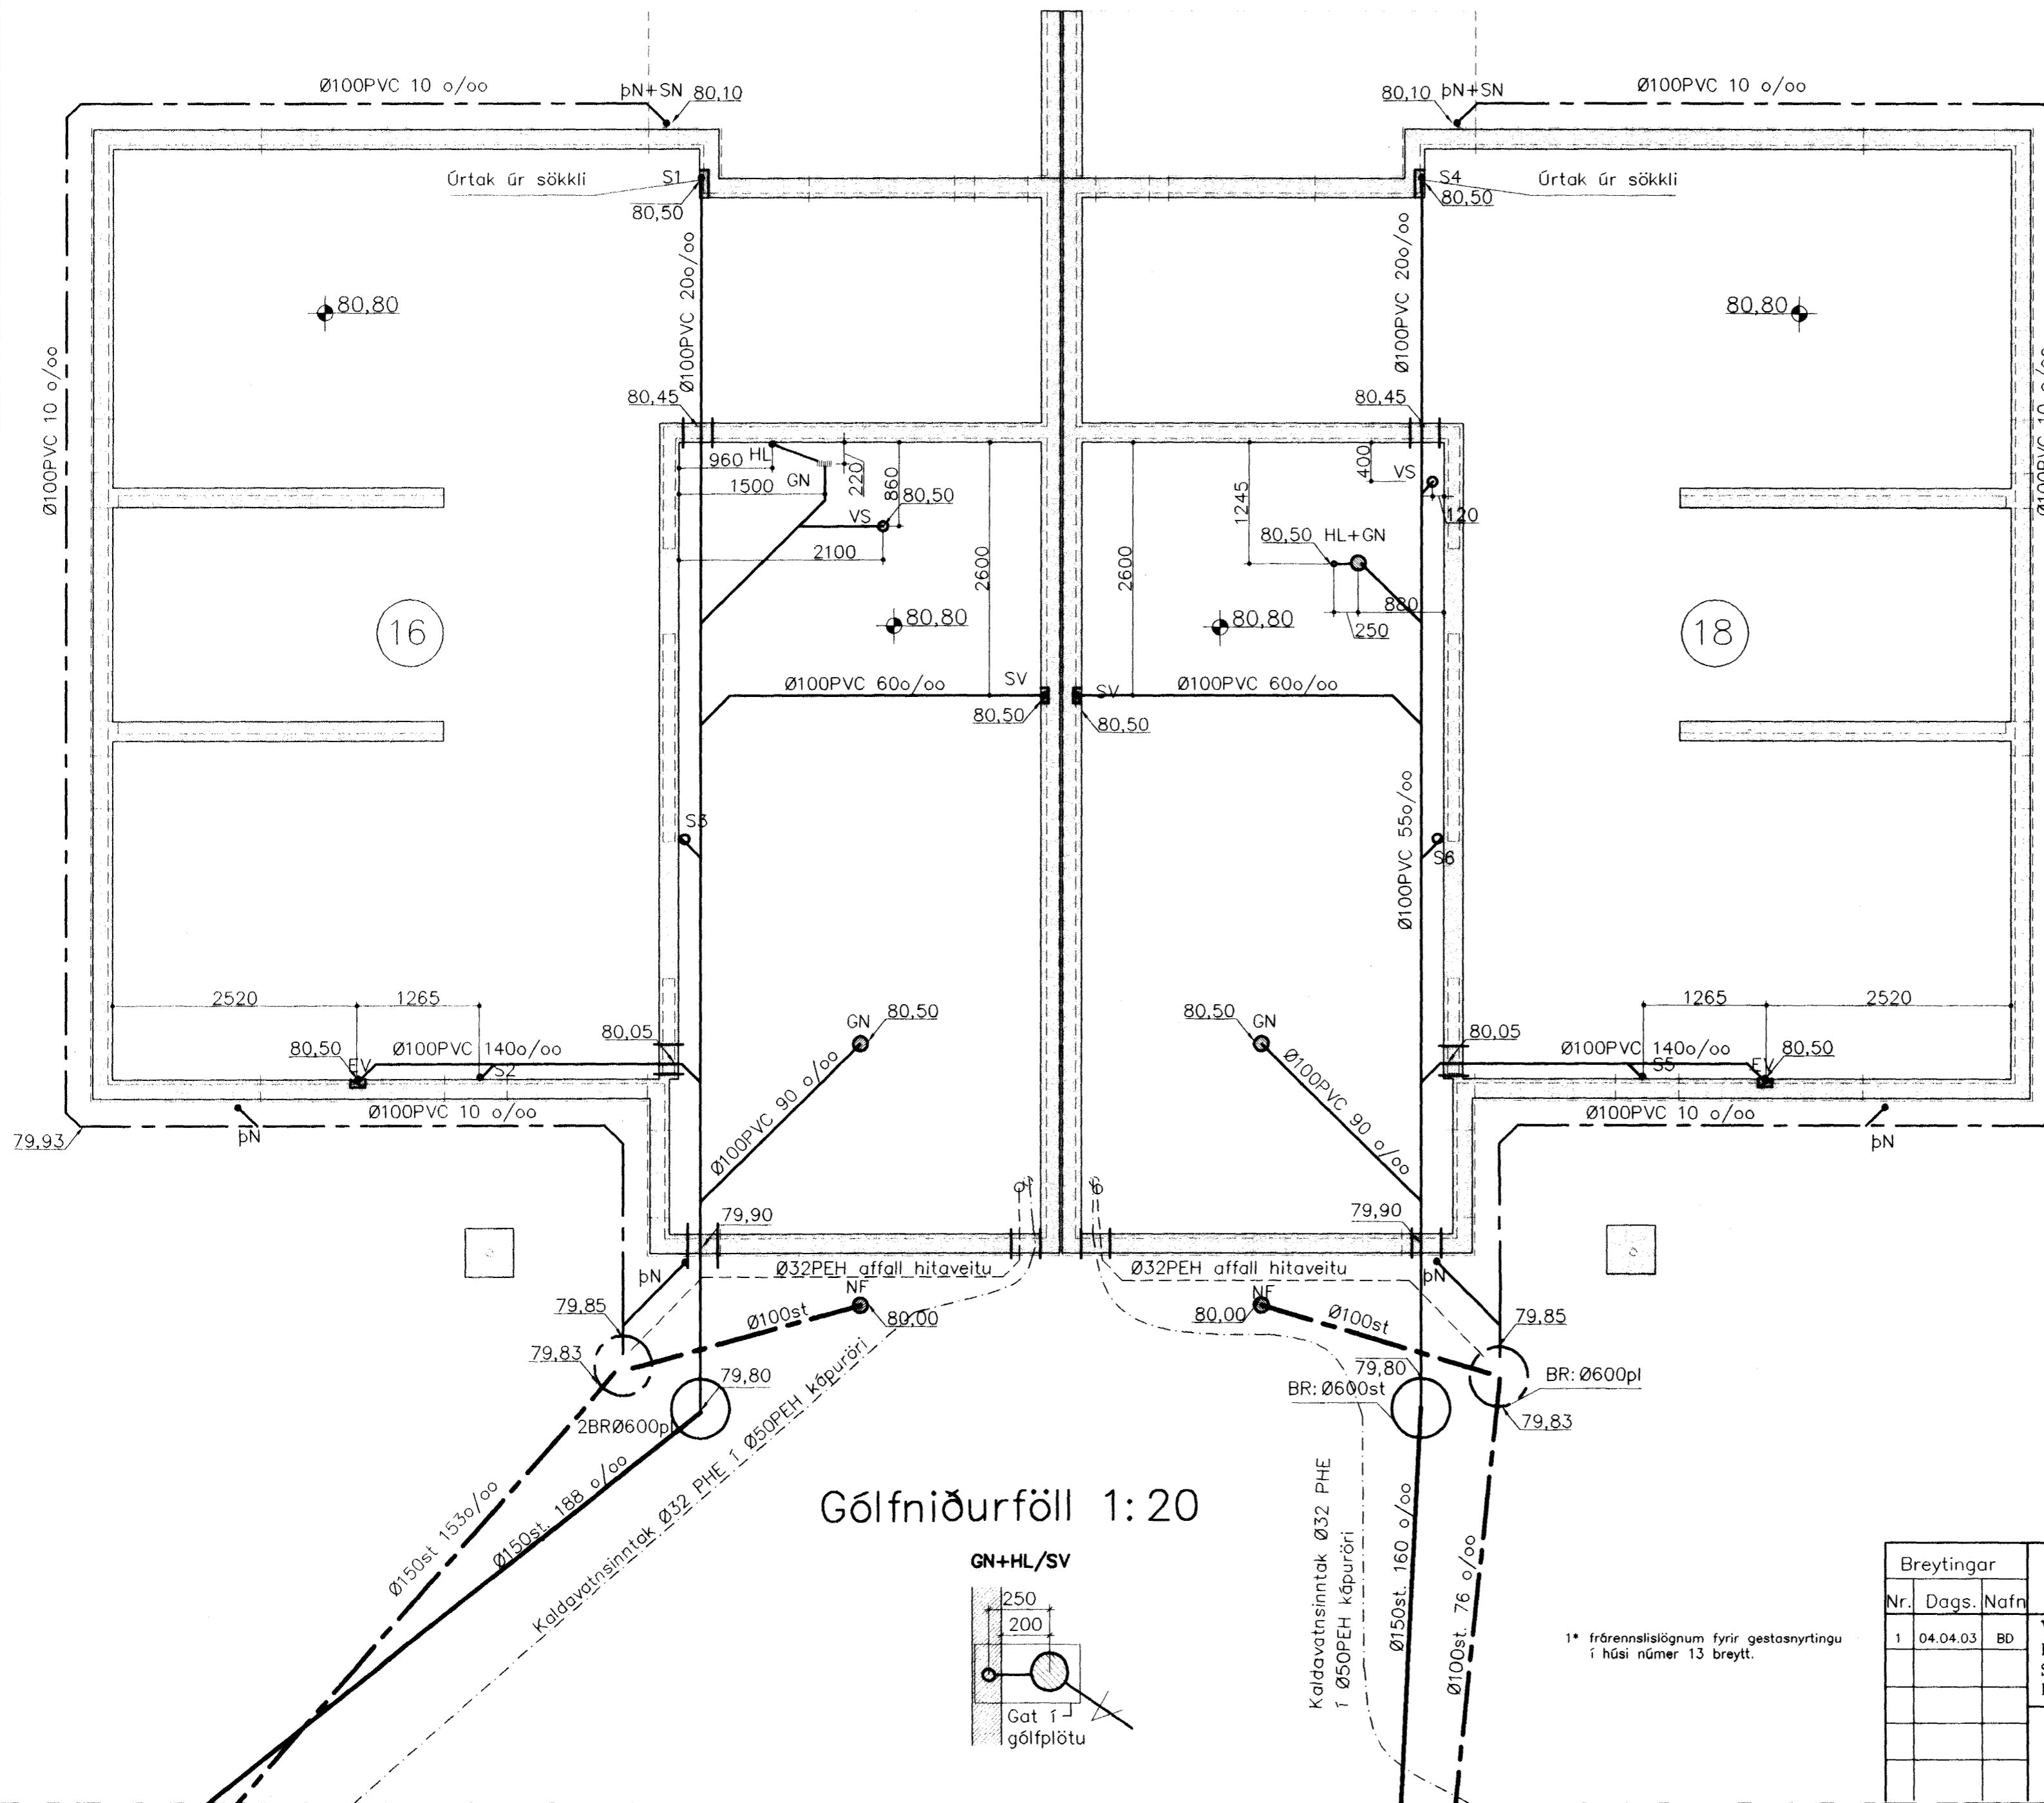 Ø100PVC 10 o/oo
þN+SN 80,10
80,10 þN+SN
Ø100PVC 10 o/oo
Úrtak úr sökkli
S1
80,50
S4
80,50
Úrtak úr sökkli
Ø100PVC 20o/oo
Ø100PVC 20o/oo
80,80
80,80
Ø100PVC 10 o/oo
Ø100PVC 10 o/oo
80,45
80,45
960
HL
220
860
1500
GN
80,50
VS
2100
2600
2600
1245
400
VS
120
80,50 HL+GN
880
250
16
80,80
80,80
18
Ø100PVC 60o/oo
SV
80,50
SV
80,50
Ø100PVC 60o/oo
S3
Ø100PVC 55o/oo
S6
2520
1265
1265
2520
80,05
GN
80,50
80,50
GN
80,05
80,50
EV
Ø100PVC 140o/oo
S2
Ø100PVC 140o/oo
S5
EV
80,50
Ø100PVC 10 o/oo
Ø100PVC 10 o/oo
79,93
þN
þN
Ø100PVC 90 o/oo
Ø100PVC 90 o/oo
79,90
79,90
þN
Ø32PEH affall hitaveitu
Ø32PEH affall hitaveitu
þN
79,85
NF
80,00
Ø100st
NF
80,00
Ø100st
79,85
79,83
79,80
79,80
BR: Ø600st
BR: Ø600pl
79,83
2BRØ600pl
Ø150st 153o/oo
Ø150st. 188 o/oo
Kaldavatnsinntak Ø32 PHE í Ø50PEH kápuröri
Gólfniðurföll 1:20
GN+HL/SV
250
200
Gat í
gólfplötu
Kaldavatnsinntak Ø32 PHE
í Ø50PEH kápuröri
Ø150st. 160 o/oo
Ø100st. 76 o/oo
1* frárennslislögnum fyrir gestasnyrtingu
í húsi númer 13 breytt.
Breytingar
Nr. Dags. Nafn
1 04.04.03 BD